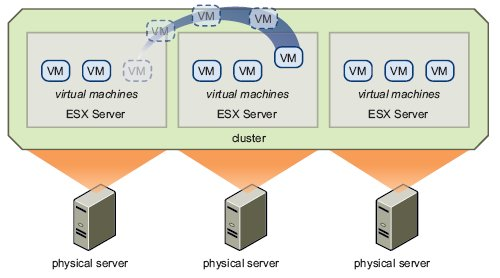 VM VM VM
VM
VM VM VM VM
VM VM
VM VM VM
virtual machines virtual machines virtual machines
ESX Server ESX Server ESX Server
cluster
physical server physical server physical server